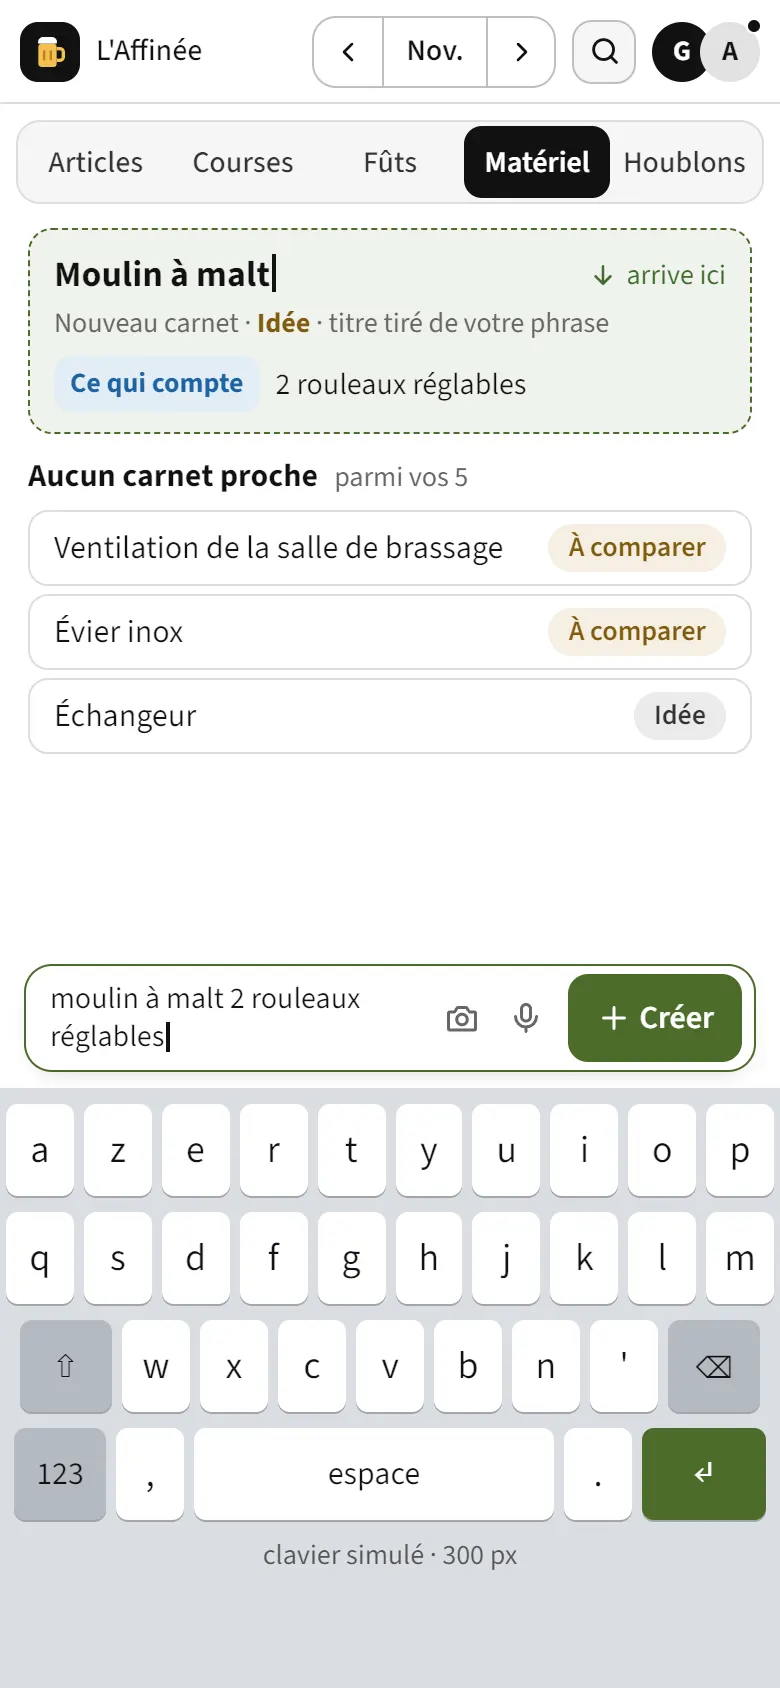 L'Affinée
Nov.
G A
Articles Courses Fûts Matériel Houblons
Moulin à malt
↓ arrive ici
Nouveau carnet · Idée · titre tiré de votre phrase
Ce qui compte 2 rouleaux réglables
Aucun carnet proche parmi vos 5
Ventilation de la salle de brassage À comparer
Évier inox À comparer
Échangeur Idée
moulin à malt 2 rouleaux
réglables
+ Créer
a z e r t y u i o p
q s d f g h j k l m
⇧ w x c v b n ' ⌫
123 , espace . ↵
clavier simulé · 300 px